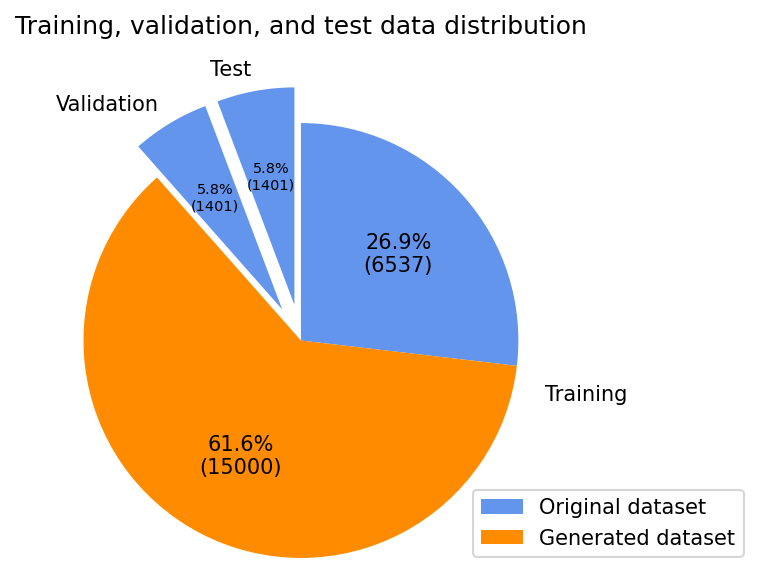 Training, validation, and test data distribution
Test
Validation
5.8%
(1401)
5.8%
(1401)
26.9%
(6537)
Training
61.6%
(15000)
Original dataset
Generated dataset